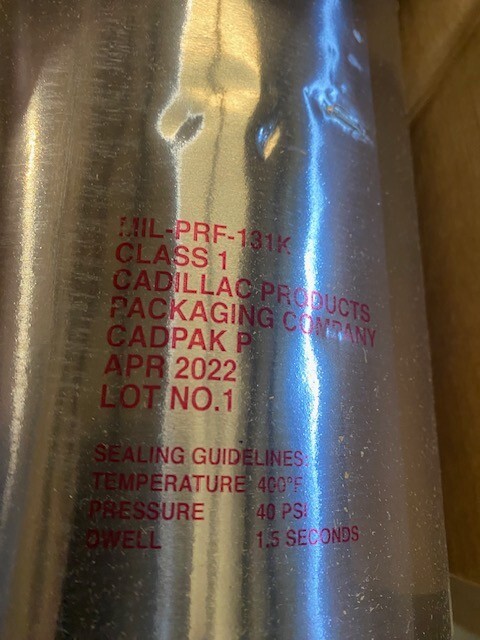 MIL-PRF-131K
CLASS 1
CADILLAC PRODUCTS
PACKAGING COMPANY
CADPAK P
APR 2022
LOT NO.1
SEALING GUIDELINES:
TEMPERATURE 400°F
PRESSURE 40 PSI
DWELL 1.5 SECONDS